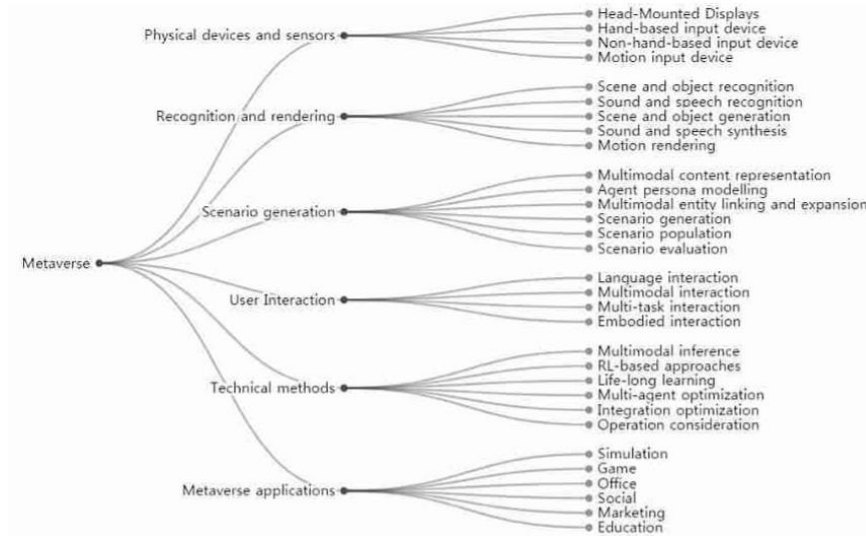 Metaverse
Physical devices and sensors
Head-Mounted Displays
Hand-based input device
Non-hand-based input device
Motion input device
Recognition and rendering
Scene and object recognition
Sound and speech recognition
Scene and object generation
Sound and speech synthesis
Motion rendering
Scenario generation
Multimodal content representation
Agent persona modelling
Multimodal entity linking and expansion
Scenario generation
Scenario population
Scenario evaluation
User Interaction
Language interaction
Multimodal interaction
Multi-task interaction
Embodied interaction
Technical methods
Multimodal inference
RL-based approaches
Life-long learning
Multi-agent optimization
Integration optimization
Operation consideration
Metaverse applications
Simulation
Game
Office
Social
Marketing
Education